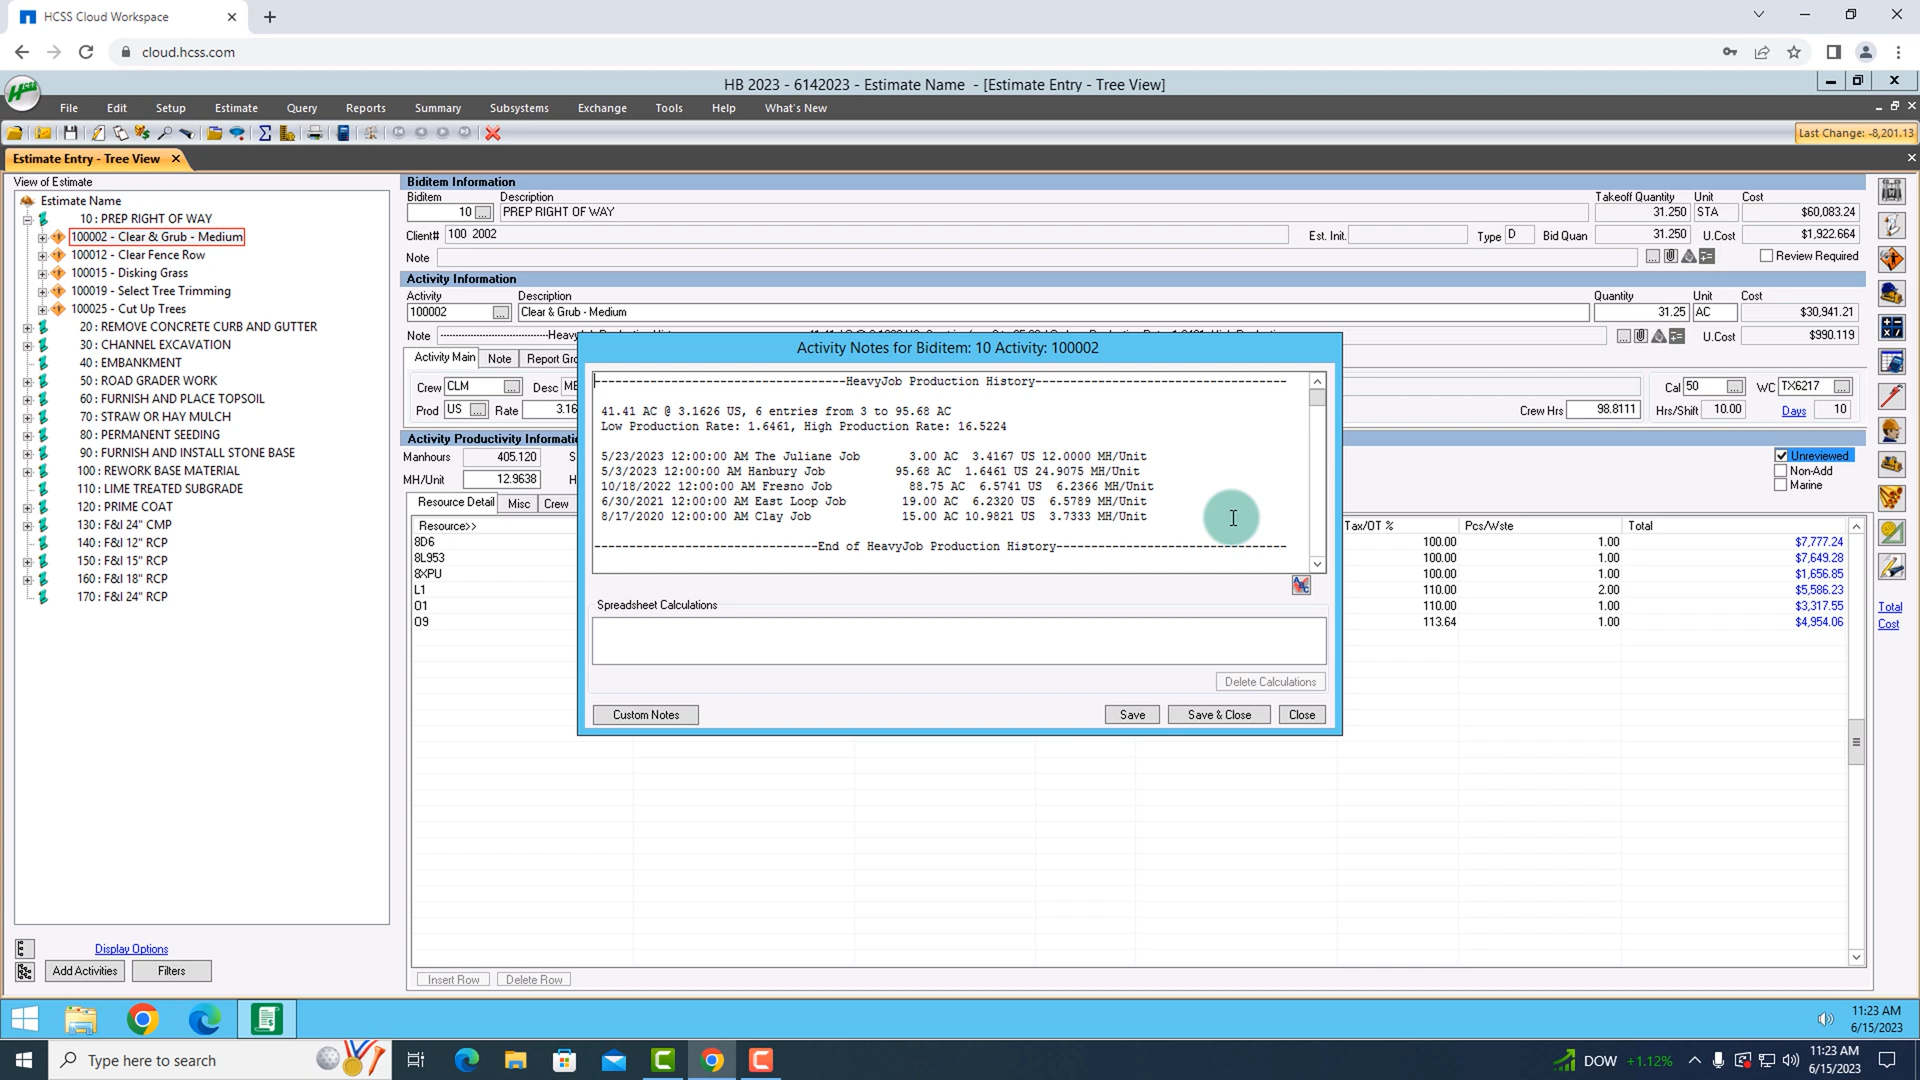 HCSS Cloud Workspace
cloud.hcss.com
HB 2023 - 6142023 - Estimate Name - [Estimate Entry - Tree View]
File Edit Setup Estimate Query Reports Summary Subsystems Exchange Tools Help What's New
Last Change: -8,201.13
Estimate Entry - Tree View
View of Estimate
Estimate Name
10 : PREP RIGHT OF WAY
100002 - Clear & Grub - Medium
100012 - Clear Fence Row
100015 - Disking Grass
100019 - Select Tree Trimming
100025 - Cut Up Trees
20 : REMOVE CONCRETE CURB AND GUTTER
30 : CHANNEL EXCAVATION
40 : EMBANKMENT
50 : ROAD GRADER WORK
60 : FURNISH AND PLACE TOPSOIL
70 : STRAW OR HAY MULCH
80 : PERMANENT SEEDING
90 : FURNISH AND INSTALL STONE BASE
100 : REWORK BASE MATERIAL
110 : LIME TREATED SUBGRADE
120 : PRIME COAT
130 : F&I 24" CMP
140 : F&I 12" RCP
150 : F&I 15" RCP
160 : F&I 18" RCP
170 : F&I 24" RCP
Display Options
Add Activities Filters
Biditem Information
Biditem Description Takeoff Quantity Unit Cost
10 ... PREP RIGHT OF WAY 31.250 STA $60,083.24
Client# 100 2002 Est. Init. Type D Bid Quan 31.250 U.Cost $1,922.664
Note Review Required
Activity Information
Activity Description Quantity Unit Cost
100002 ... Clear & Grub - Medium 31.25 AC $30,941.21
Note U.Cost $990.119
Activity Main Note Report Gro
Crew CLM ... Desc ME Cal 50 ... WC TX6217 ...
Prod US ... Rate 3.16 Crew Hrs 98.8111 Hrs/Shift 10.00 Days 10
Activity Productivity Informatio
Manhours 405.120 S
MH/Unit 12.9638 H
Unreviewed
Non-Add
Marine
Resource Detail Misc Crew
Resource>> Tax/OT % Pcs/Wste Total
8D6 100.00 1.00 $7,777.24
8L953 100.00 1.00 $7,649.28
8XPU 100.00 1.00 $1,656.85
L1 110.00 2.00 $5,586.23
O1 110.00 1.00 $3,317.55
O9 113.64 1.00 $4,954.06
Total
Cost
Insert Row Delete Row
Activity Notes for Biditem: 10 Activity: 100002
------------------------------------HeavyJob Production History------------------------------------
41.41 AC @ 3.1626 US, 6 entries from 3 to 95.68 AC
Low Production Rate: 1.6461, High Production Rate: 16.5224
5/23/2023 12:00:00 AM The Juliane Job 3.00 AC 3.4167 US 12.0000 MH/Unit
5/3/2023 12:00:00 AM Hanbury Job 95.68 AC 1.6461 US 24.9075 MH/Unit
10/18/2022 12:00:00 AM Fresno Job 88.75 AC 6.5741 US 6.2366 MH/Unit
6/30/2021 12:00:00 AM East Loop Job 19.00 AC 6.2320 US 6.5789 MH/Unit
8/17/2020 12:00:00 AM Clay Job 15.00 AC 10.9821 US 3.7333 MH/Unit
--------------------------------End of HeavyJob Production History---------------------------------
Spreadsheet Calculations
Delete Calculations
Custom Notes Save Save & Close Close
11:23 AM
6/15/2023
Type here to search
DOW +1.12%
11:23 AM
6/15/2023